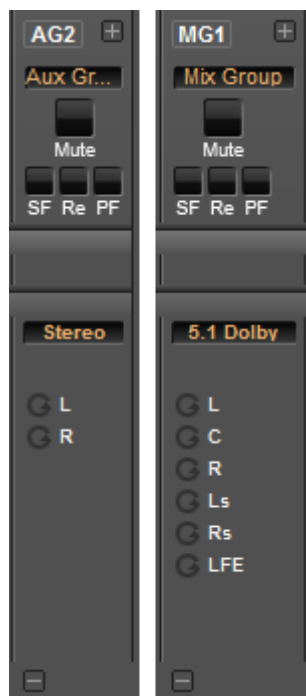 AG2
Aux Gr...
Mute
SF Re PF
Stereo
L
R
MG1
Mix Group
Mute
SF Re PF
5.1 Dolby
L
C
R
Ls
Rs
LFE